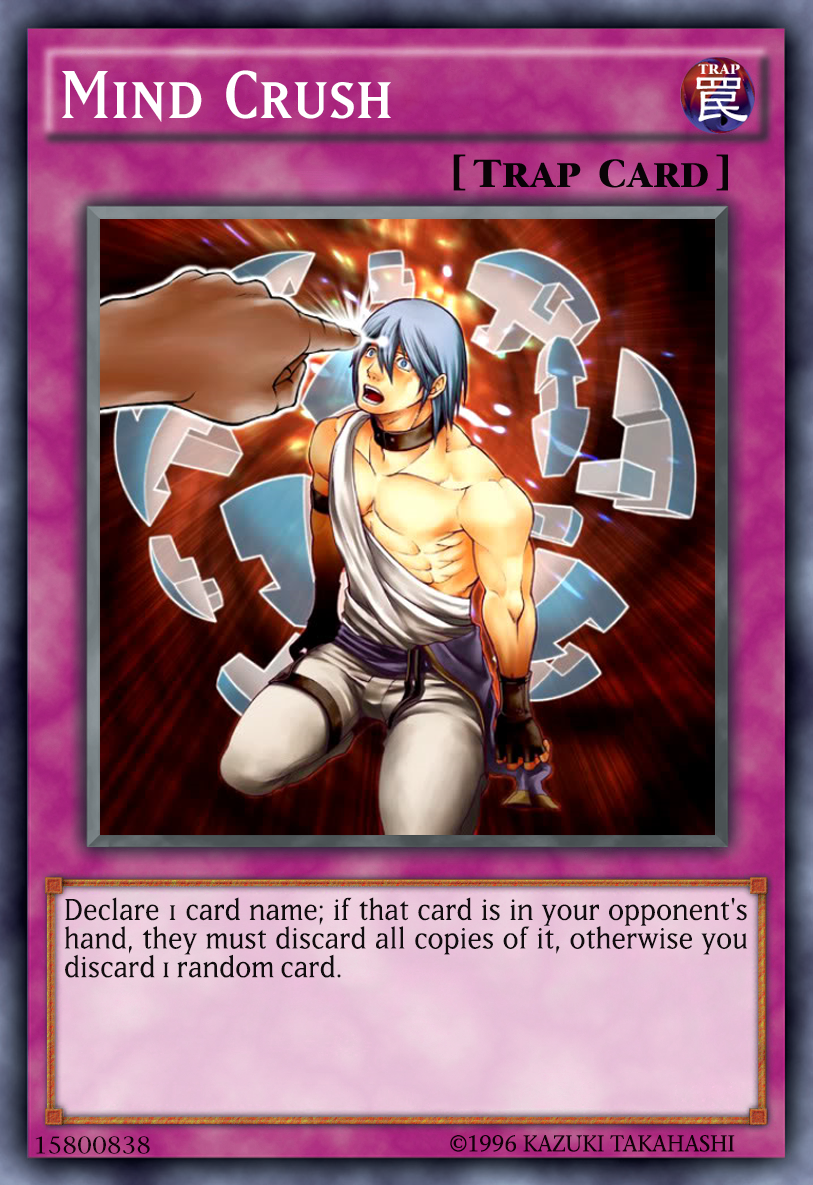 MIND CRUSH
TRAP
罠
[TRAP CARD]
Declare 1 card name; if that card is in your opponent's
hand, they must discard all copies of it, otherwise you
discard 1 random card.
15800838
©1996 KAZUKI TAKAHASHI